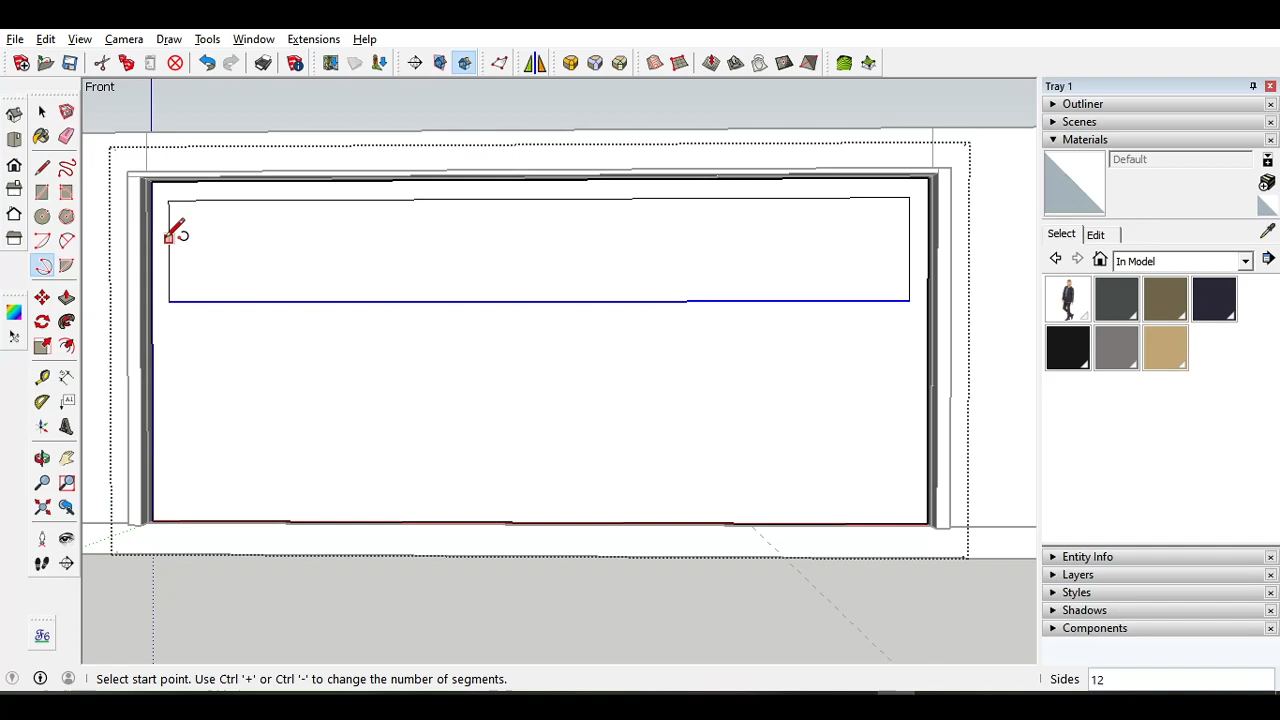 File Edit View Camera Draw Tools Window Extensions Help
Front
Tray 1
Outliner
Scenes
Materials
Default
Select Edit
In Model
A1
Entity Info
Layers
Styles
Shadows
Components
Select start point. Use Ctrl '+' or Ctrl '-' to change the number of segments.
Sides 12